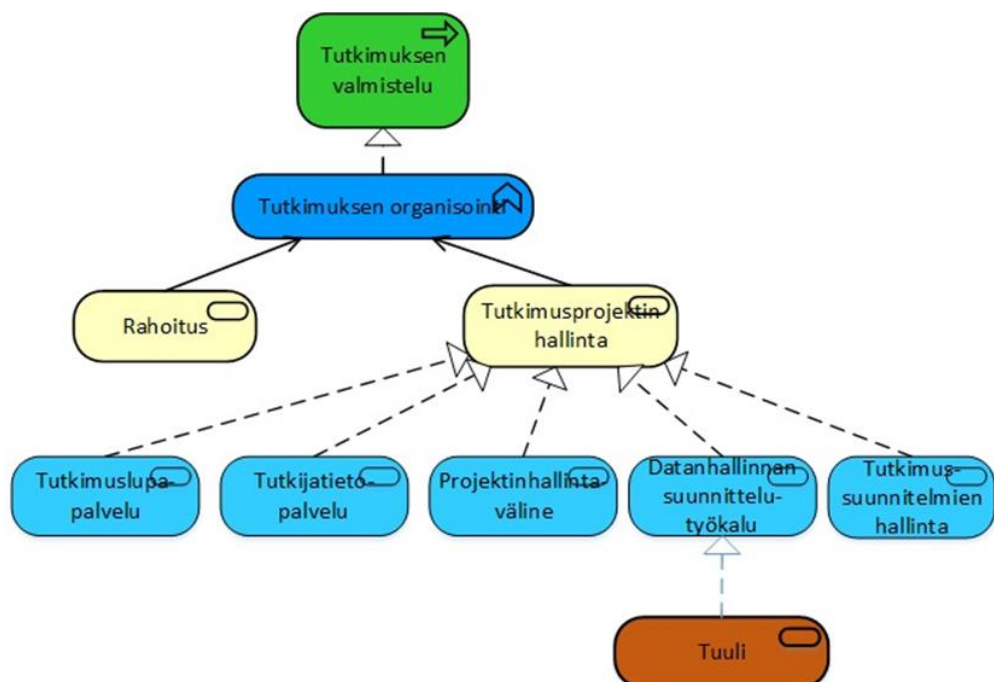 Tutkimuksen
valmistelu
Tutkimuksen organisointi
Rahoitus
Tutkimusprojektin
hallinta
Tutkimuslupa-
palvelu
Tutkijatieto-
palvelu
Projektinhallinta-
väline
Datanhallinnan
suunnittelu-
työkalu
Tutkimus-
suunnitelmien
hallinta
Tuuli